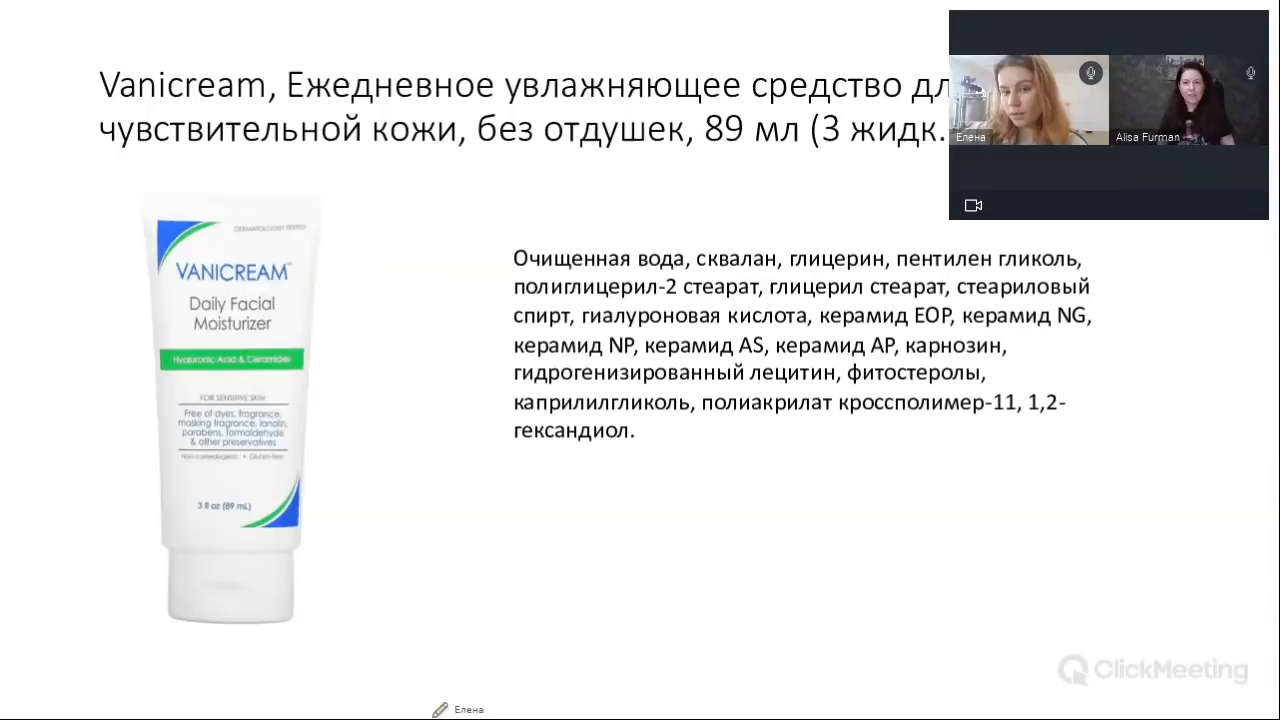 Vanicream, Ежедневное увлажняющее средство дл
чувствительной кожи, без отдушек, 89 мл (3 жидк.
Елена
Alisa Furman
DERMATOLOGIST TESTED
VANICREAM™
Daily Facial
Moisturizer
Hyaluronic Acid & Ceramides
FOR SENSITIVE SKIN
Free of dyes, fragrance,
masking fragrance, lanolin,
parabens, formaldehyde
& other preservatives
Non-comedogenic • Gluten-free
3 fl oz (89 mL)
Очищенная вода, сквалан, глицерин, пентилен гликоль,
полиглицерил-2 стеарат, глицерил стеарат, стеариловый
спирт, гиалуроновая кислота, керамид EOP, керамид NG,
керамид NP, керамид AS, керамид AP, карнозин,
гидрогенизированный лецитин, фитостеролы,
каприлилгликоль, полиакрилат кроссполимер-11, 1,2-
гександиол.
ClickMeeting
Елена